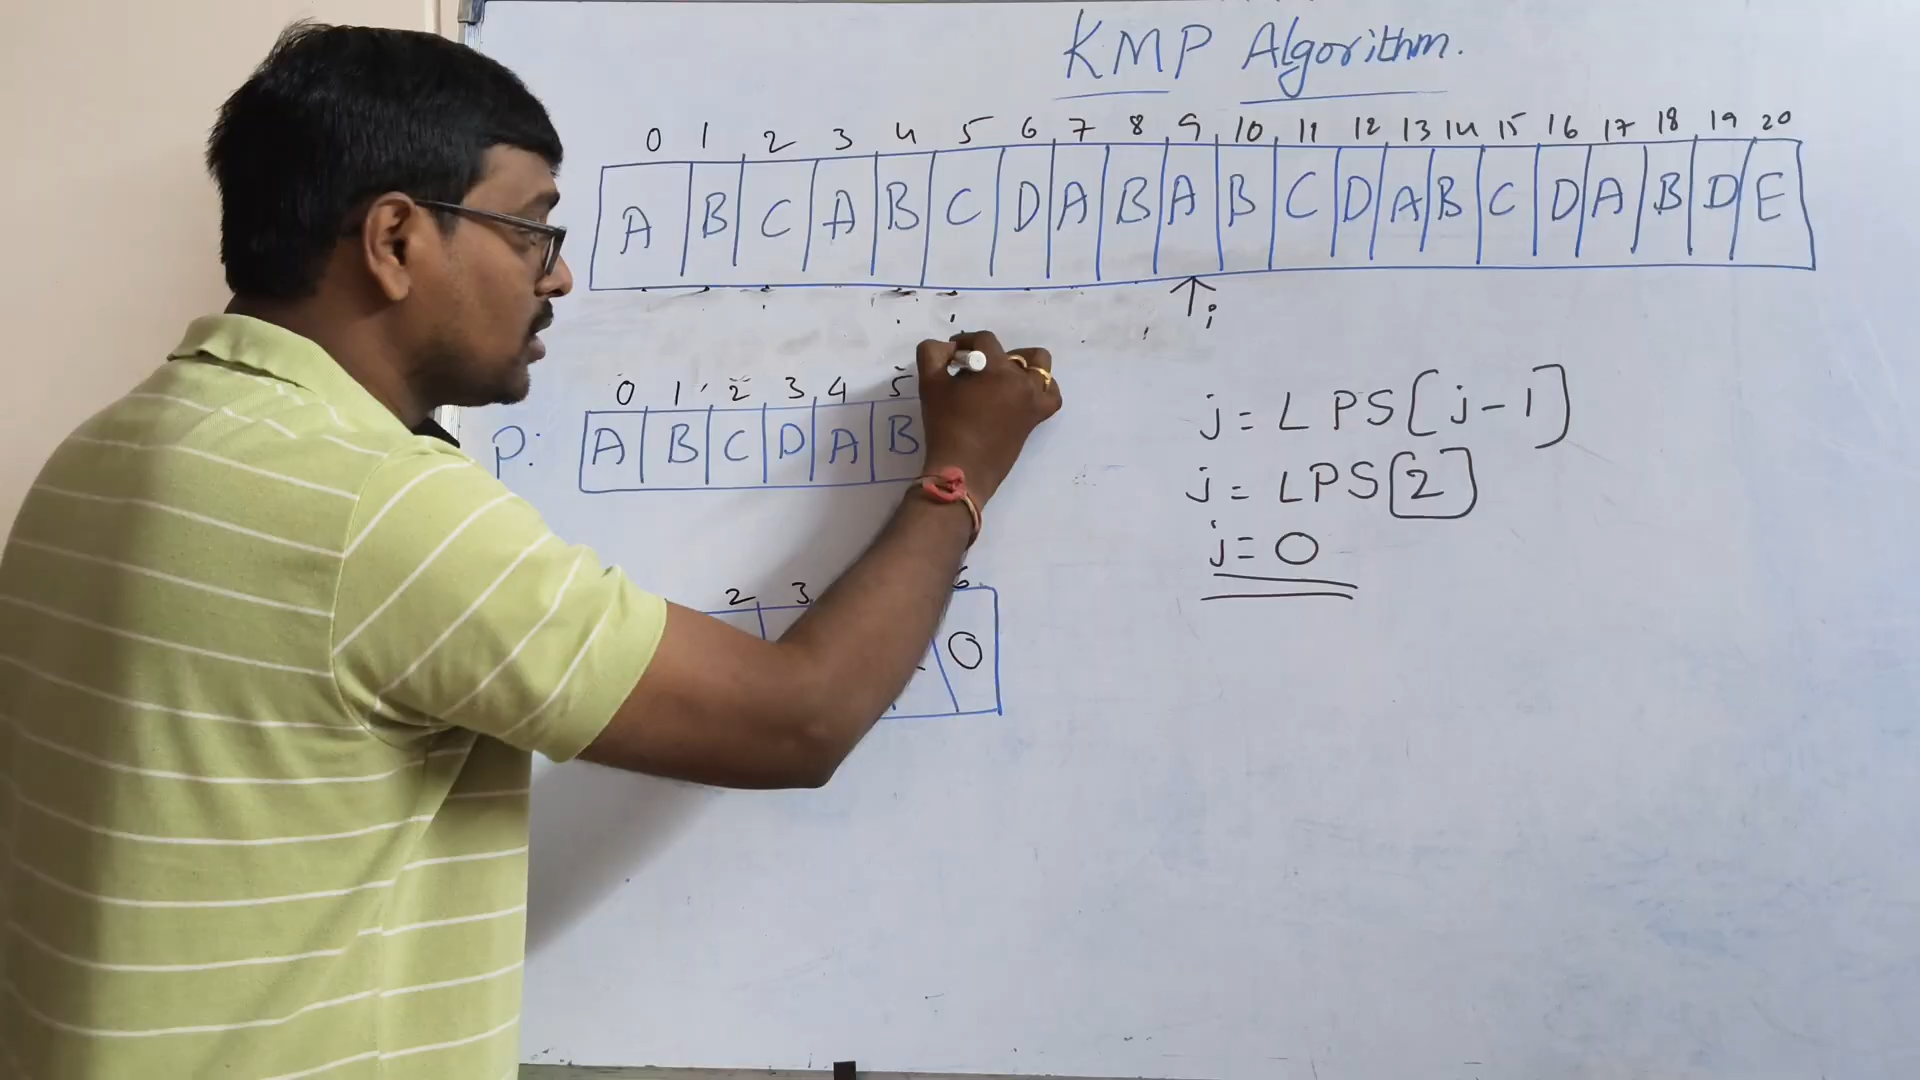 KMP Algorithm.
0 1 2 3 4 5 6 7 8 9 10 11 12 13 14 15 16 17 18 19 20
A B C A B C D A B A B C D A B C D A B D E
i
0 1 2 3 4 5
P: A B C D A B
j = LPS[j-1]
j = LPS[2]
j = 0
2 3 6
0